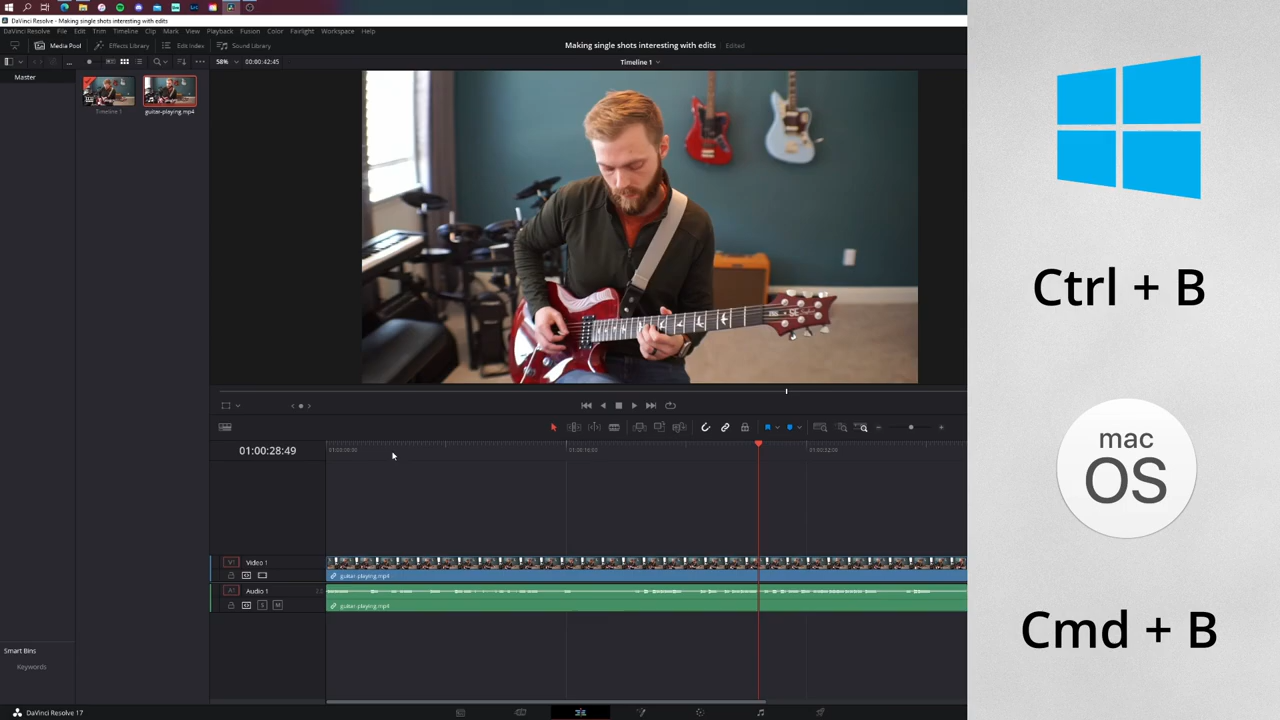 DaVinci Resolve - Making single shots interesting with edits
DaVinci Resolve File Edit Trim Timeline Clip Mark View Playback Fusion Color Fairlight Workspace Help
Media Pool Effects Library Edit Index Sound Library
Making single shots interesting with edits Edited
58% 00:00:42:45
Timeline 1
Master
Timeline 1
guitar-playing.mp4
01:00:28:49
V1 Video 1
guitar-playing.mp4
A1 Audio 1
S M
guitar-playing.mp4
Smart Bins
Keywords
DaVinci Resolve 17
Ctrl + B
mac
OS
Cmd + B